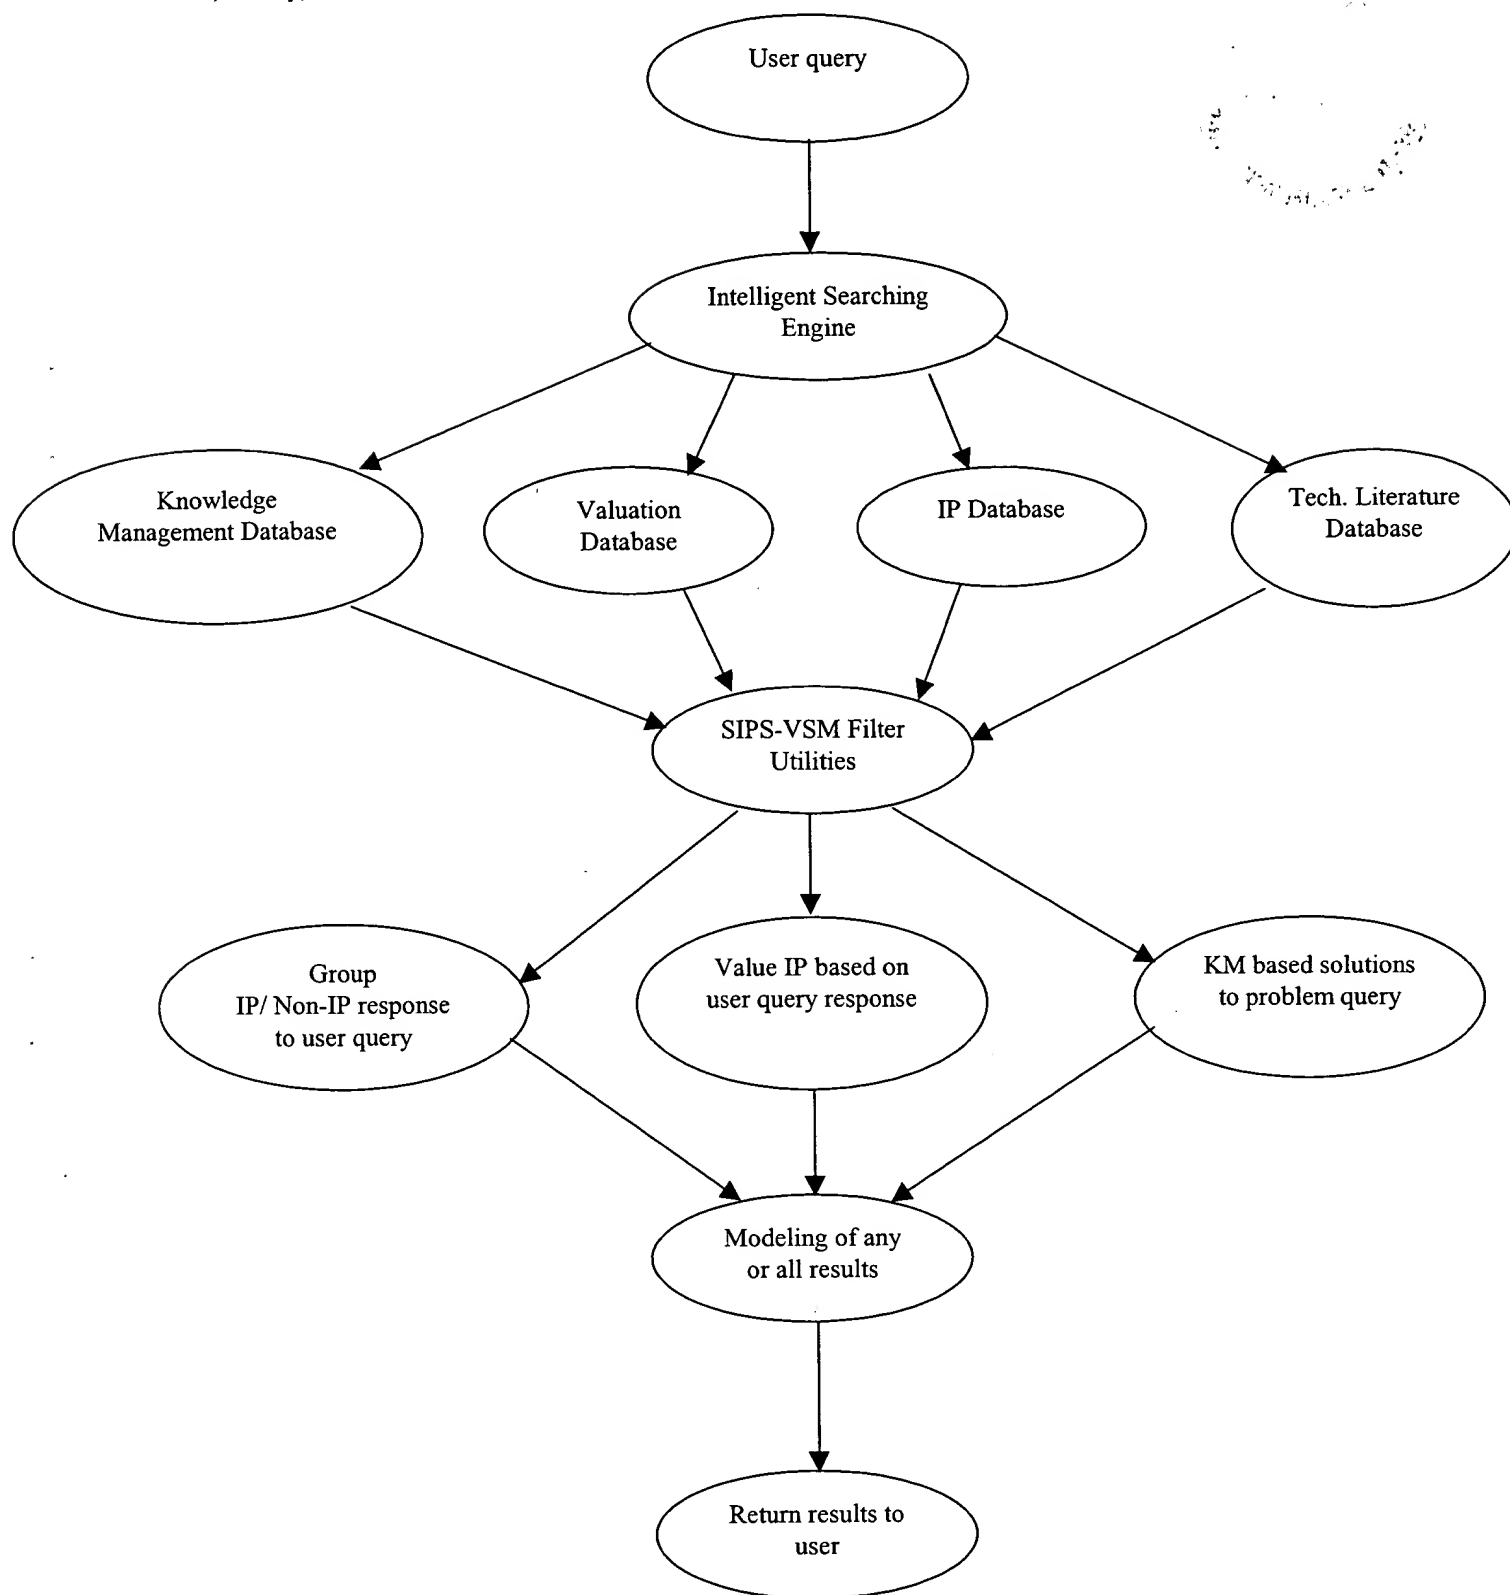 User query
Intelligent Searching
Engine
Knowledge
Management Database
Valuation
Database
IP Database
Tech. Literature
Database
SIPS-VSM Filter
Utilities
Group
IP/ Non-IP response
to user query
Value IP based on
user query response
KM based solutions
to problem query
Modeling of any
or all results
Return results to
user